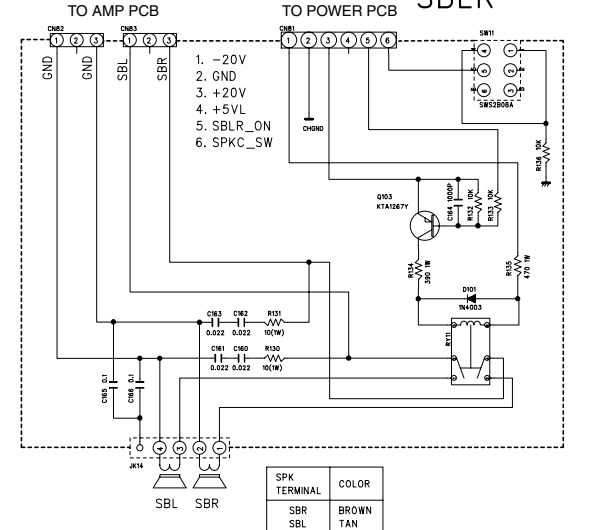 SBLR
TO AMP PCB
TO POWER PCB
CN82
CN83
CN81
SW11
1 2 3
1 2 3
1 2 3 4 5 6
4 1
5 2
6 3
SWS2B08A
GND
GND
SBL
SBR
1. -20V
2. GND
3. +20V
4. +5VL
5. SBLR_ON
6. SPKC_SW
CHGND
R136 10K
Q103
KTA1267Y
C164 1000P
R132 10K
R133 10K
R134
390 1W
R135
470 1W
D101
1N4003
RY11
C163
0.022
C162
0.022
R131
10(1W)
C161
0.022
C160
0.022
R130
10(1W)
C165 0.1
C166 0.1
JK14
4 3 2 1
SBL
SBR
SPK TERMINAL
COLOR
SBR BROWN
SBL TAN